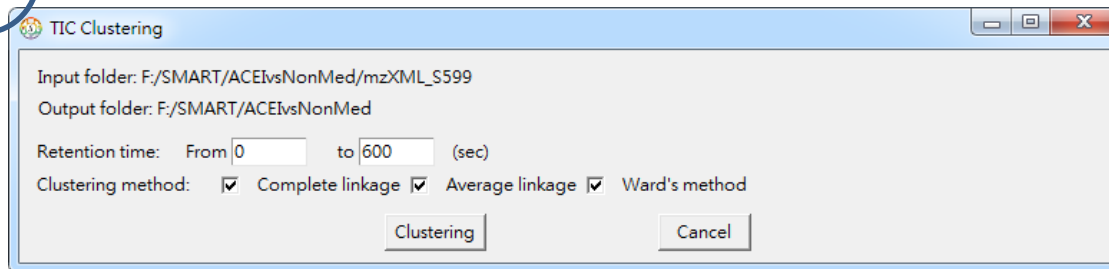 TIC Clustering
Input folder: F:/SMART/ACEIvsNonMed/mzXML_S599
Output folder: F:/SMART/ACEIvsNonMed
Retention time: From 0 to 600 (sec)
Clustering method: Complete linkage Average linkage Ward's method
Clustering Cancel